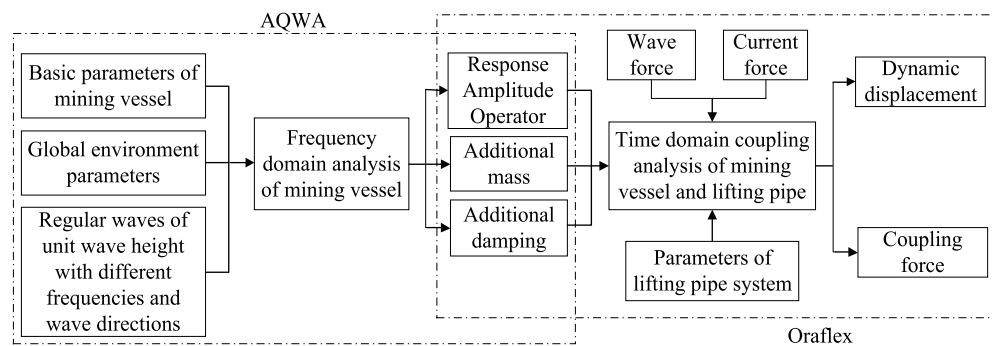 AQWA
Basic parameters of
mining vessel
Global environment
parameters
Regular waves of
unit wave height
with different
frequencies and
wave directions
Frequency
domain analysis
of mining vessel
Response
Amplitude
Operator
Additional
mass
Additional
damping
Wave
force
Current
force
Time domain coupling
analysis of mining
vessel and lifting pipe
Parameters of
lifting pipe system
Dynamic
displacement
Coupling
force
Oraflex